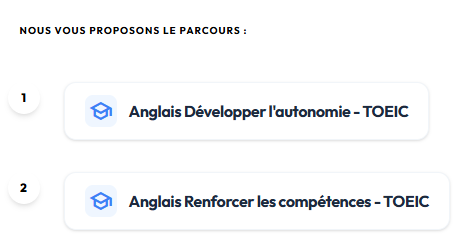 NOUS VOUS PROPOSONS LE PARCOURS :
1
Anglais Développer l'autonomie - TOEIC
2
Anglais Renforcer les compétences - TOEIC